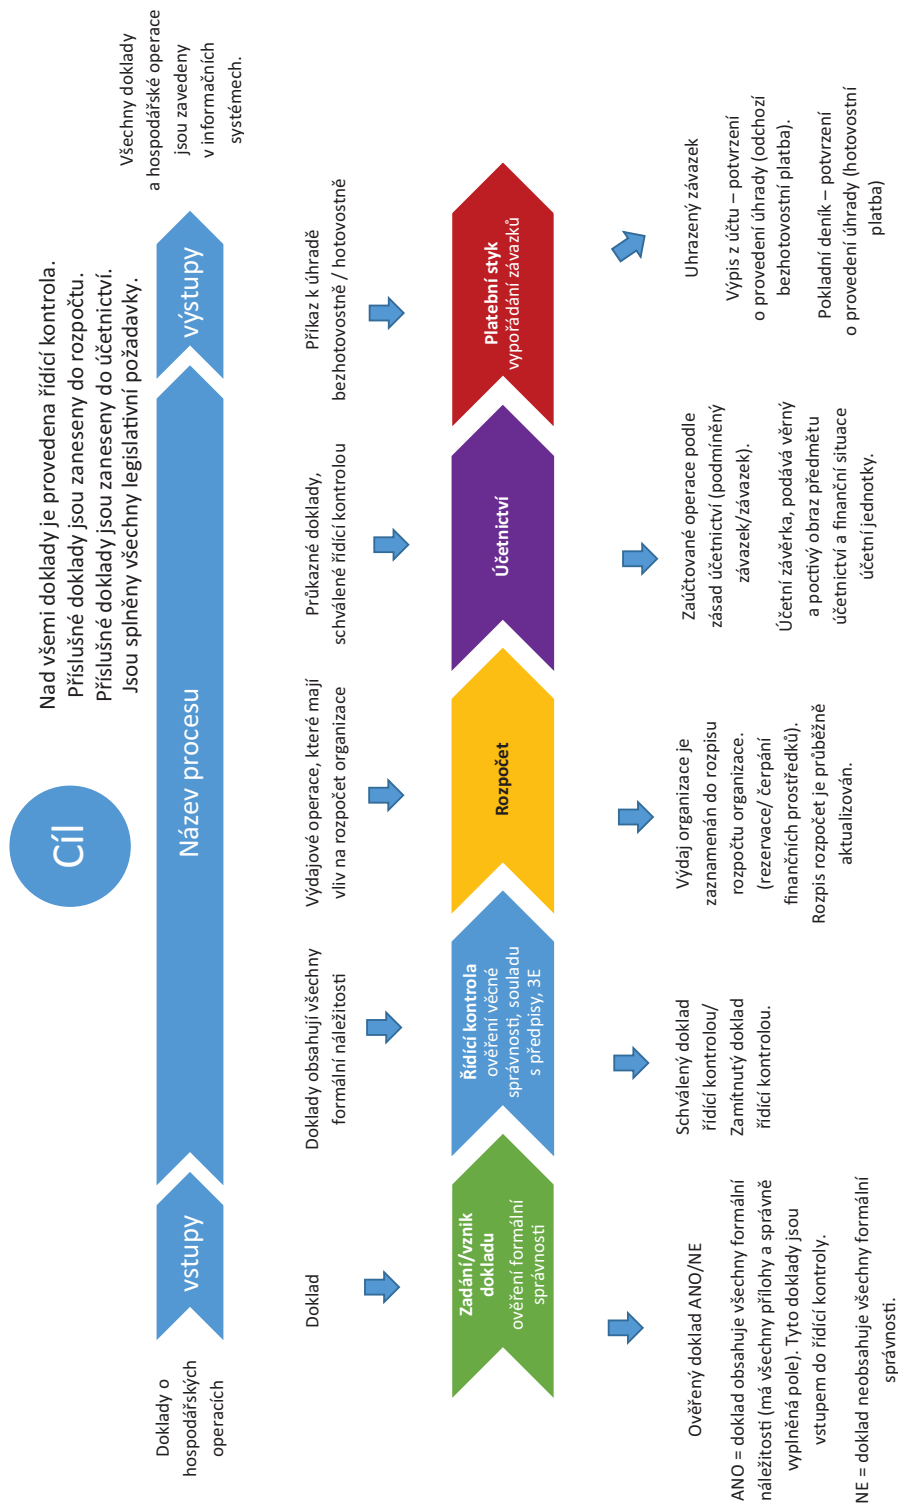 Cíl
Nad všemi doklady je provedena řídící kontrola.
Příslušné doklady jsou zaneseny do rozpočtu.
Příslušné doklady jsou zaneseny do účetnictví.
Jsou splněny všechny legislativní požadavky.
Doklady o
hospodářských
operacích
vstupy
Název procesu
výstupy
Všechny doklady
a hospodářské operace
jsou zavedeny
v informačních
systémech.
Doklad
Doklady obsahují všechny
formální náležitosti
Výdajové operace, které mají
vliv na rozpočet organizace
Průkazné doklady,
schválené řídící kontrolou
Příkaz k úhradě
bezhotovostně / hotovostně
Zadání/vznik
dokladu
ověření formální
správnosti
Řídící kontrola
ověření věcné
správnosti, souladu
s předpisy, 3E
Rozpočet
Účetnictví
Platební styk
vypořádání závazků
Ověřený doklad ANO/NE
ANO = doklad obsahuje všechny formální
náležitosti (má všechny přílohy a správně
vyplněná pole). Tyto doklady jsou
vstupem do řídící kontroly.
NE = doklad neobsahuje všechny formální
správnosti.
Schválený doklad
řídící kontrolou/
Zamítnutý doklad
řídící kontrolou.
Výdaj organizace je
zaznamenán do rozpisu
rozpočtu organizace.
(rezervace/ čerpání
finančních prostředků).
Rozpis rozpočet je průběžně
aktualizován.
Zaúčtované operace podle
zásad účetnictví (podmíněný
závazek/závazek).
Účetní závěrka, podává věrný
a poctivý obraz předmětu
účetnictví a finanční situace
účetní jednotky.
Uhrazený závazek
Výpis z účtu – potvrzení
o provedení úhrady (odchozí
bezhotovostní platba).
Pokladní deník – potvrzení
o provedení úhrady (hotovostní
platba)